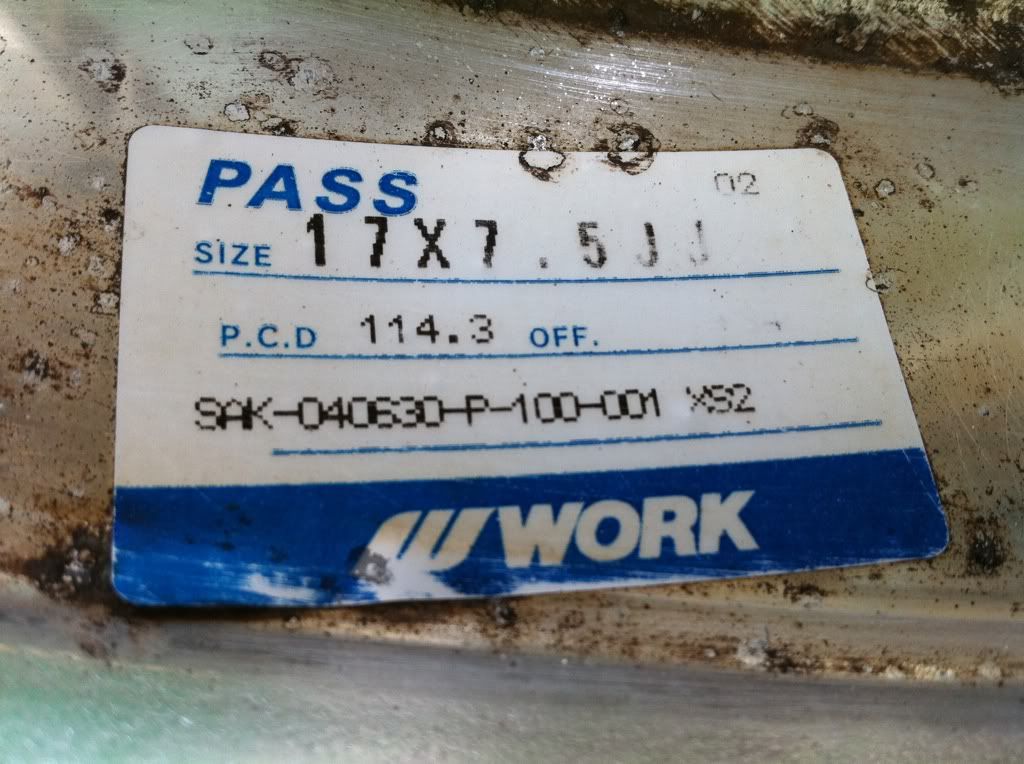 PASS 02
SIZE 17X7.5JJ
P.C.D 114.3 OFF.
SAK-040630-P-100-001 XS2
WORK